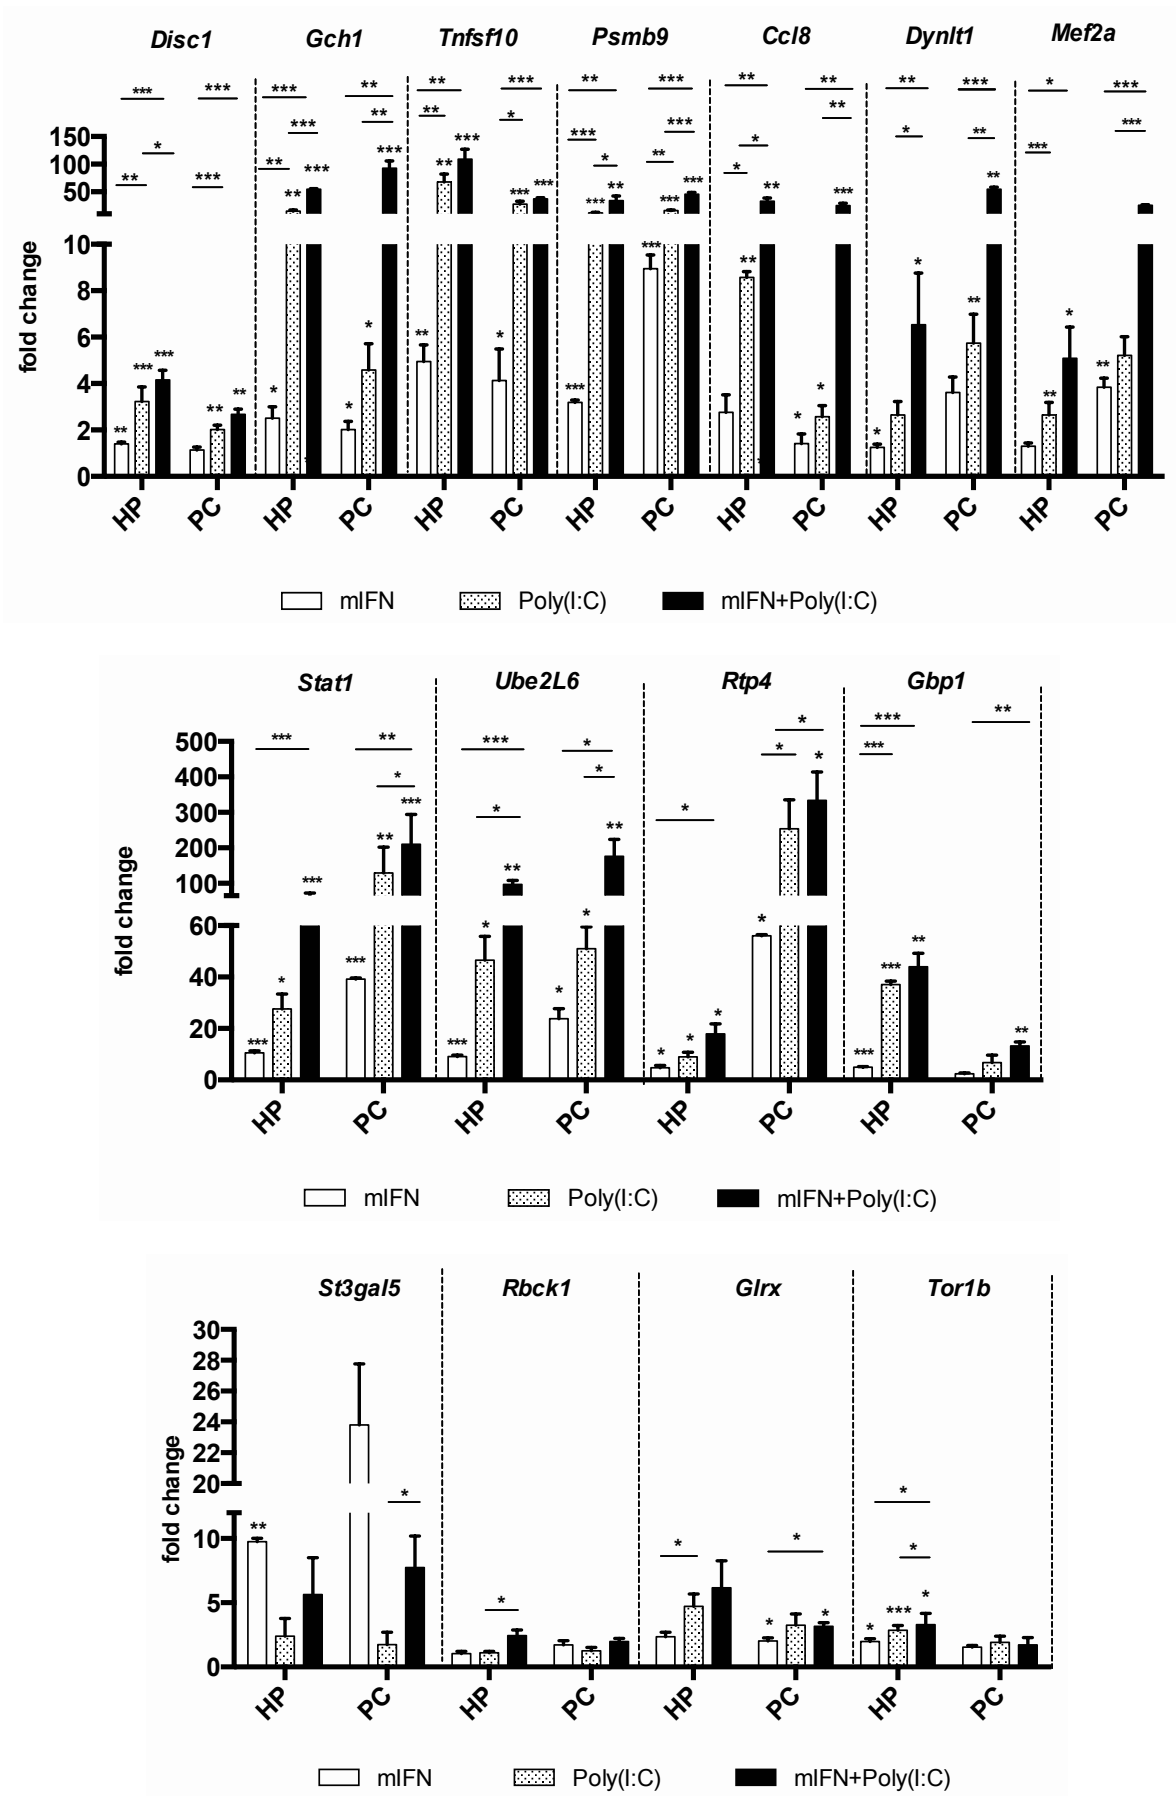 Disc1 Gch1 Tnfsf10 Psmb9 Ccl8 Dynlt1 Mef2a
*** *** *** ** ** *** ** *** ** ** ** *** * ***
150
100
50
10
8
6
4
2
0
fold change
HP PC HP PC HP PC HP PC HP PC HP PC HP PC
mIFN Poly(I:C) mIFN+Poly(I:C)
Stat1 Ube2L6 Rtp4 Gbp1
500
400
300
200
100
60
40
20
0
fold change
HP PC HP PC HP PC HP PC
mIFN Poly(I:C) mIFN+Poly(I:C)
St3gal5 Rbck1 Glrx Tor1b
30
28
26
24
22
20
10
5
0
fold change
HP PC HP PC HP PC HP PC
mIFN Poly(I:C) mIFN+Poly(I:C)